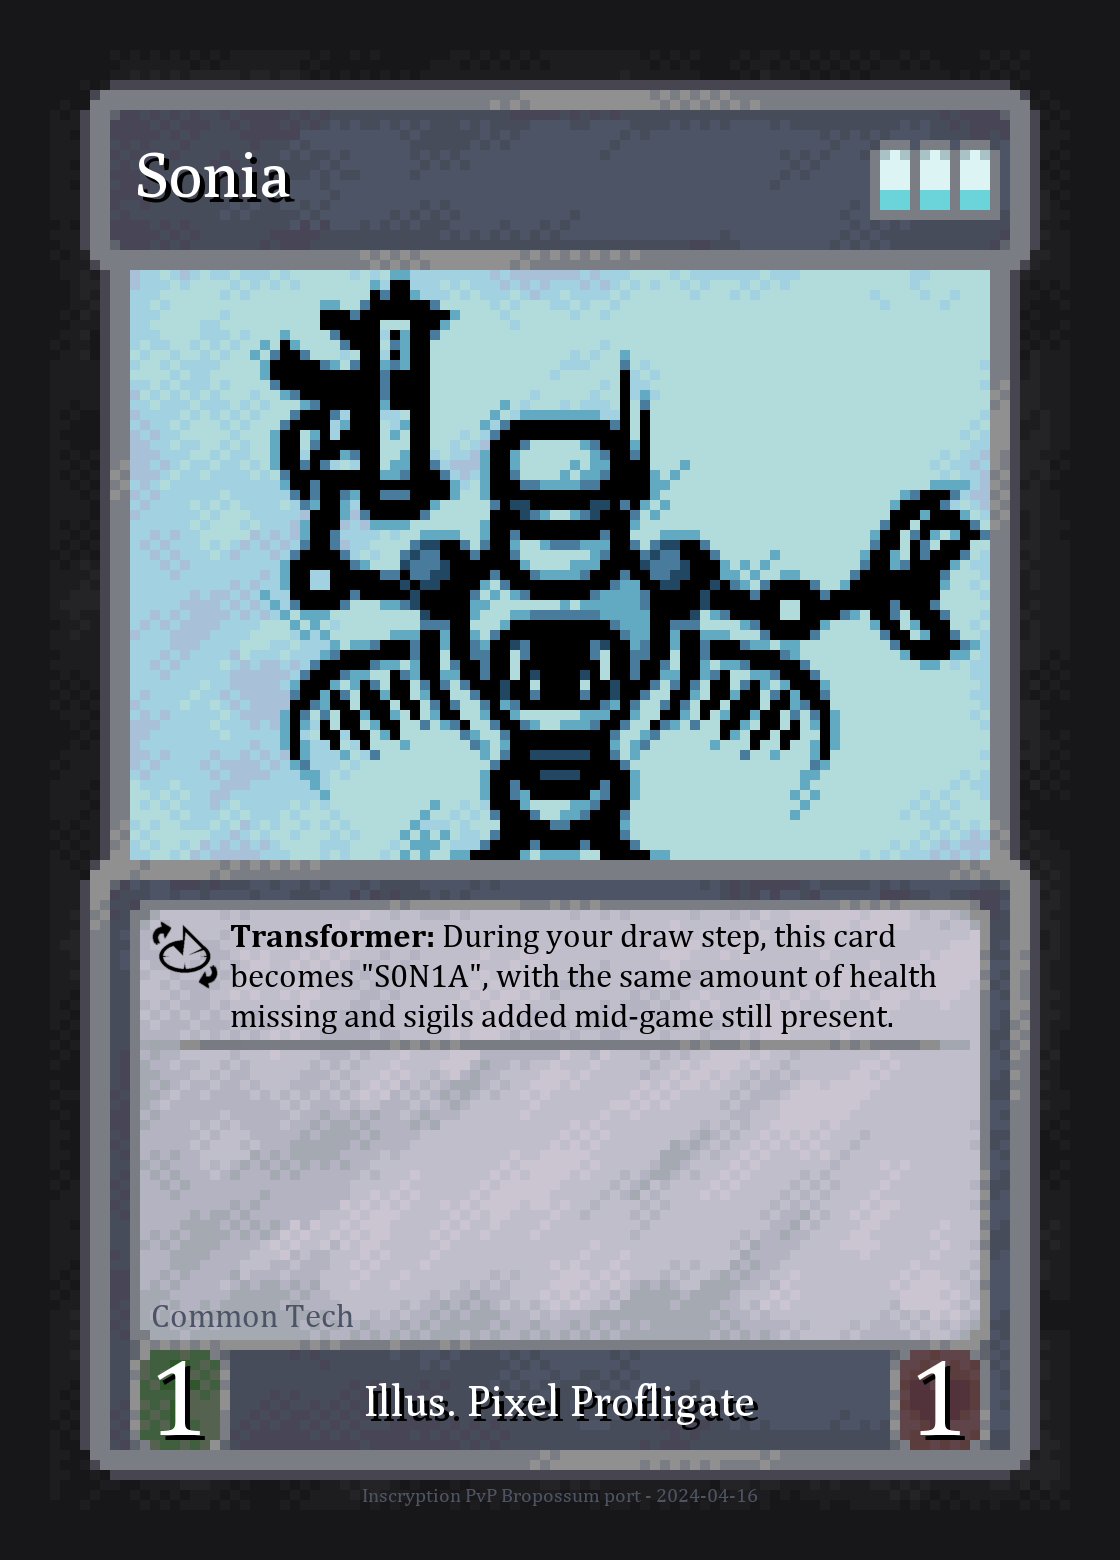 Sonia
Transformer: During your draw step, this card
becomes "S0N1A", with the same amount of health
missing and sigils added mid-game still present.
Common Tech
1
Illus. Pixel Profligate
1
Inscryption PvP Bropossum port - 2024-04-16